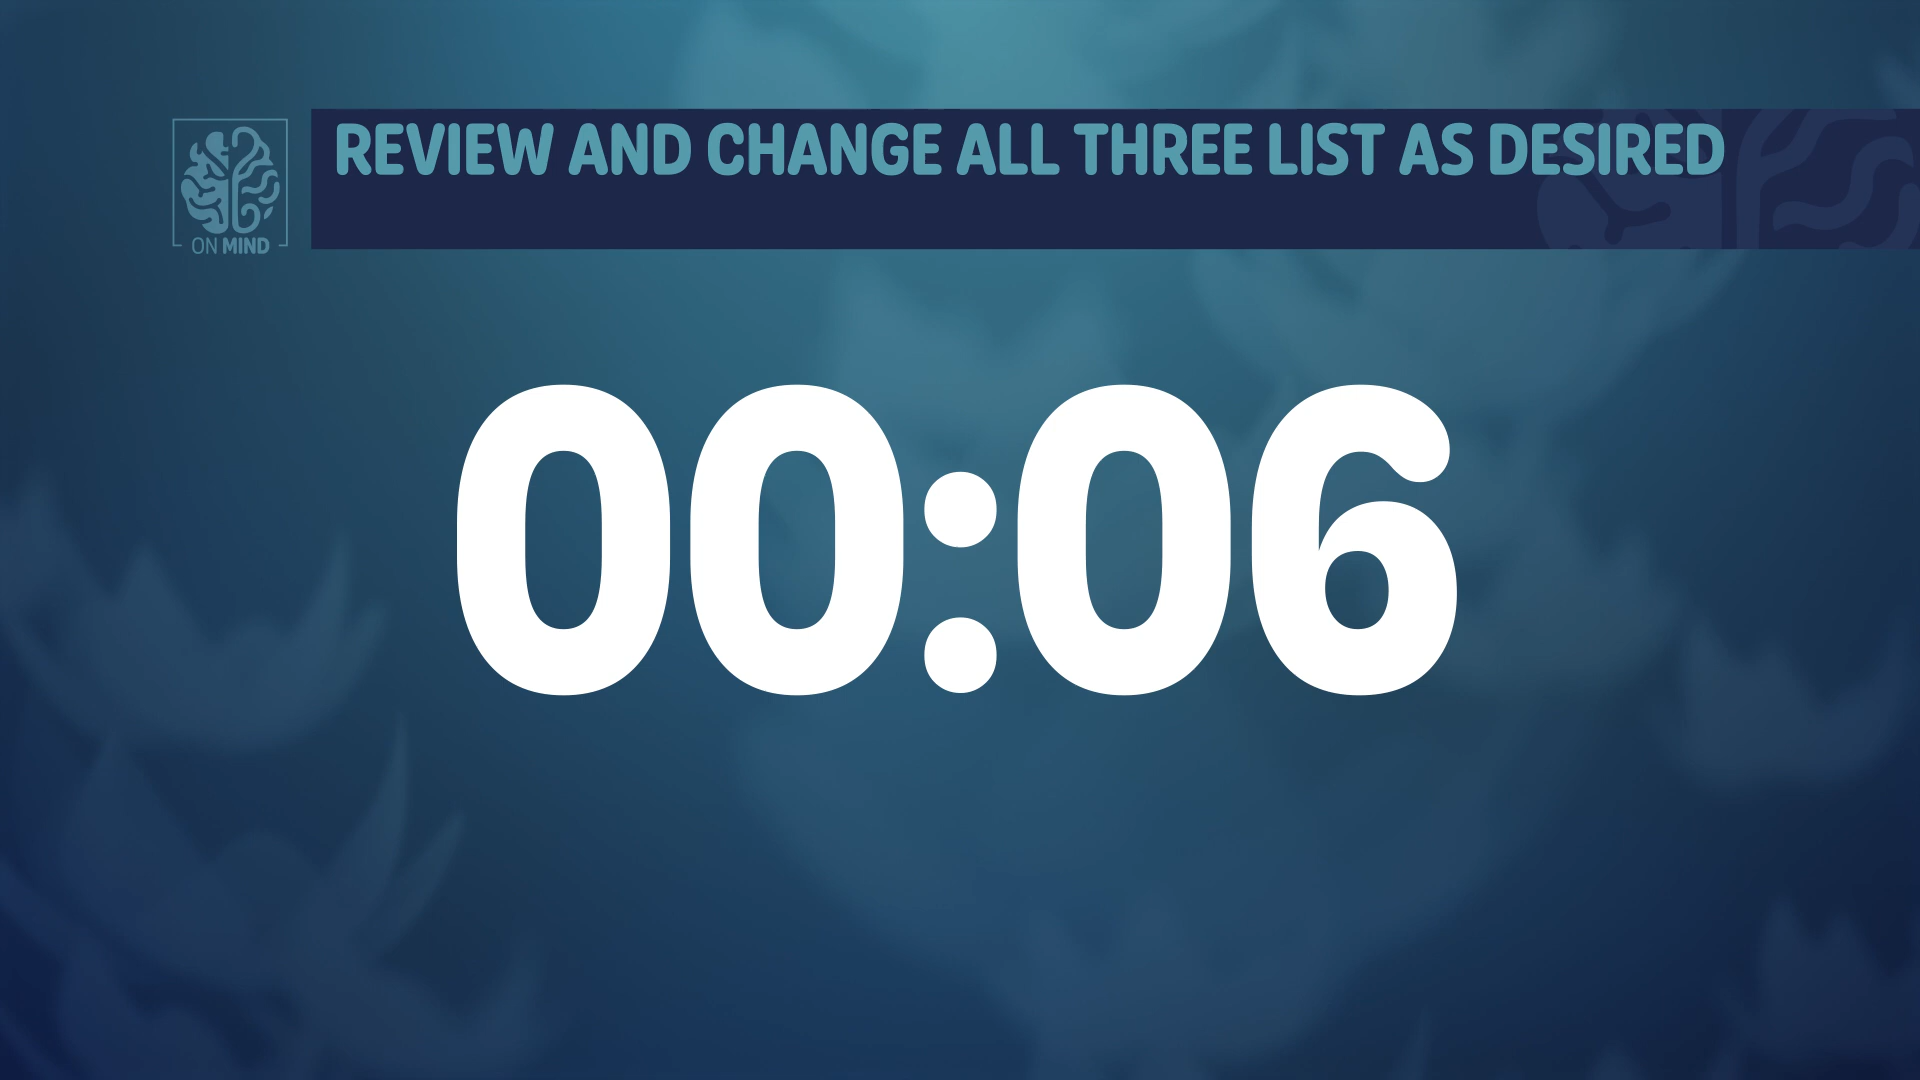 REVIEW AND CHANGE ALL THREE LIST AS DESIRED
ON MIND
00:06